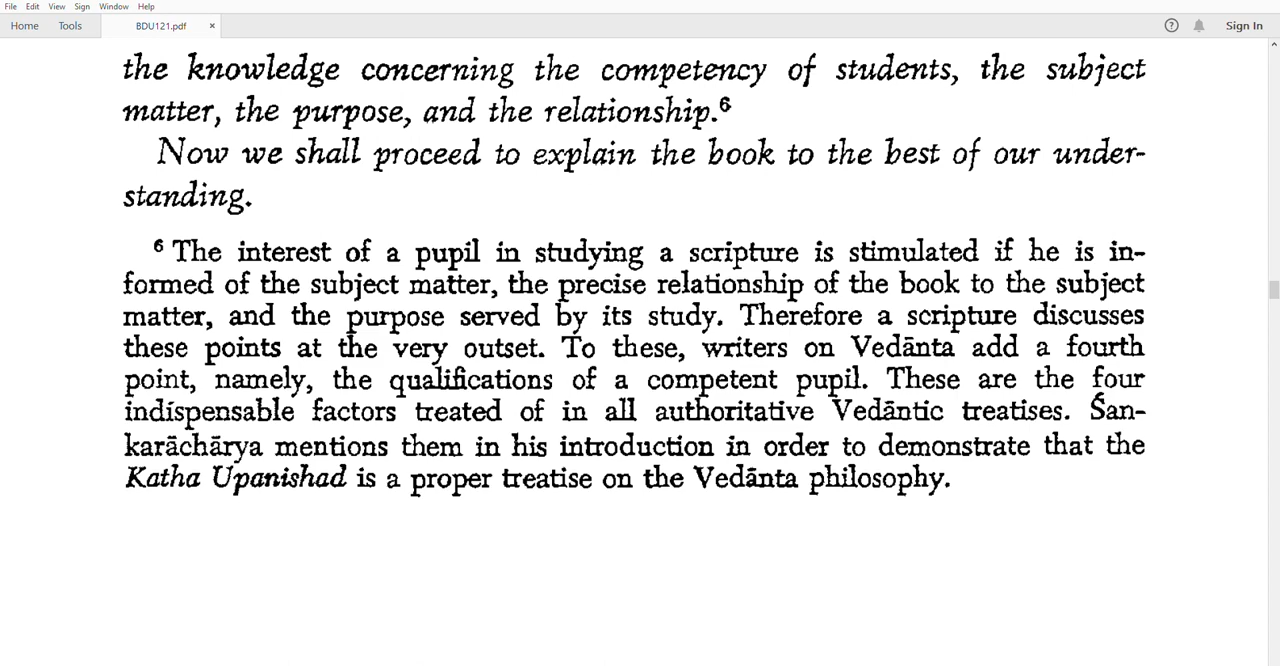 File Edit View Sign Window Help
Home Tools BDU121.pdf × ? Sign In
the knowledge concerning the competency of students, the subject
matter, the purpose, and the relationship.⁶
Now we shall proceed to explain the book to the best of our under-
standing.
⁶ The interest of a pupil in studying a scripture is stimulated if he is in-
formed of the subject matter, the precise relationship of the book to the subject
matter, and the purpose served by its study. Therefore a scripture discusses
these points at the very outset. To these, writers on Vedānta add a fourth
point, namely, the qualifications of a competent pupil. These are the four
indispensable factors treated of in all authoritative Vedāntic treatises. Śan-
karāchārya mentions them in his introduction in order to demonstrate that the
Katha Upanishad is a proper treatise on the Vedānta philosophy.